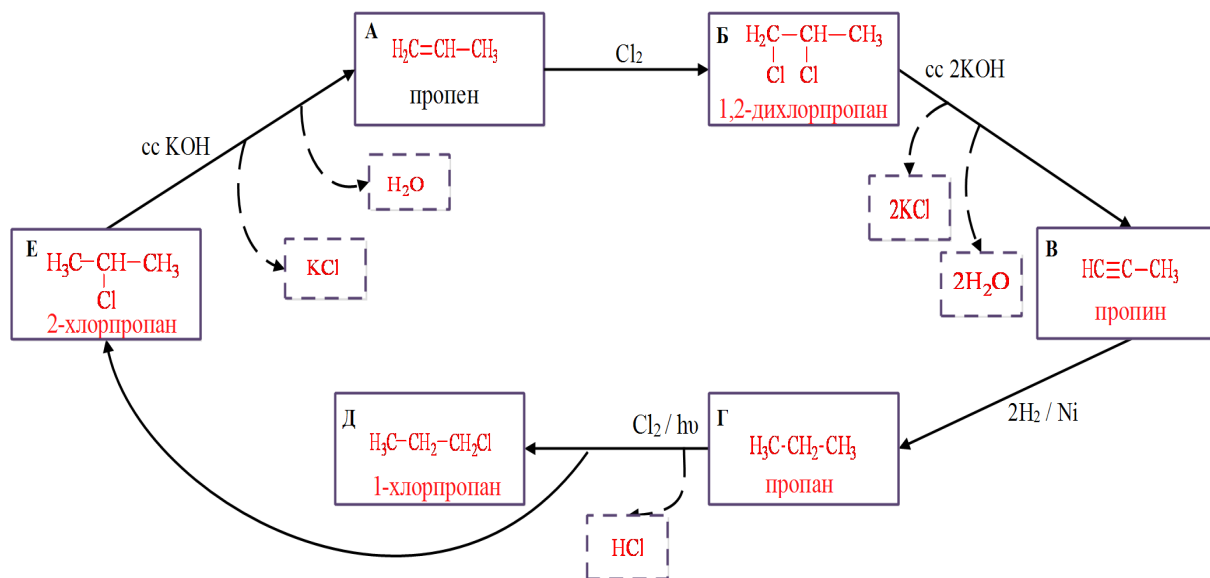 А
H₂C=CH–CH₃
пропен
Cl₂
Б
H₂C–CH–CH₃
Cl Cl
1,2-дихлорпропан
сс 2KOH
2KCl
2H₂O
В
HC≡C–CH₃
пропин
2H₂ / Ni
Г
H₃C-CH₂-CH₃
пропан
Cl₂ / hυ
HCl
Д
H₃C–CH₂–CH₂Cl
1-хлорпропан
Е
H₃C–CH–CH₃
Cl
2-хлорпропан
сс KOH
KCl
H₂O